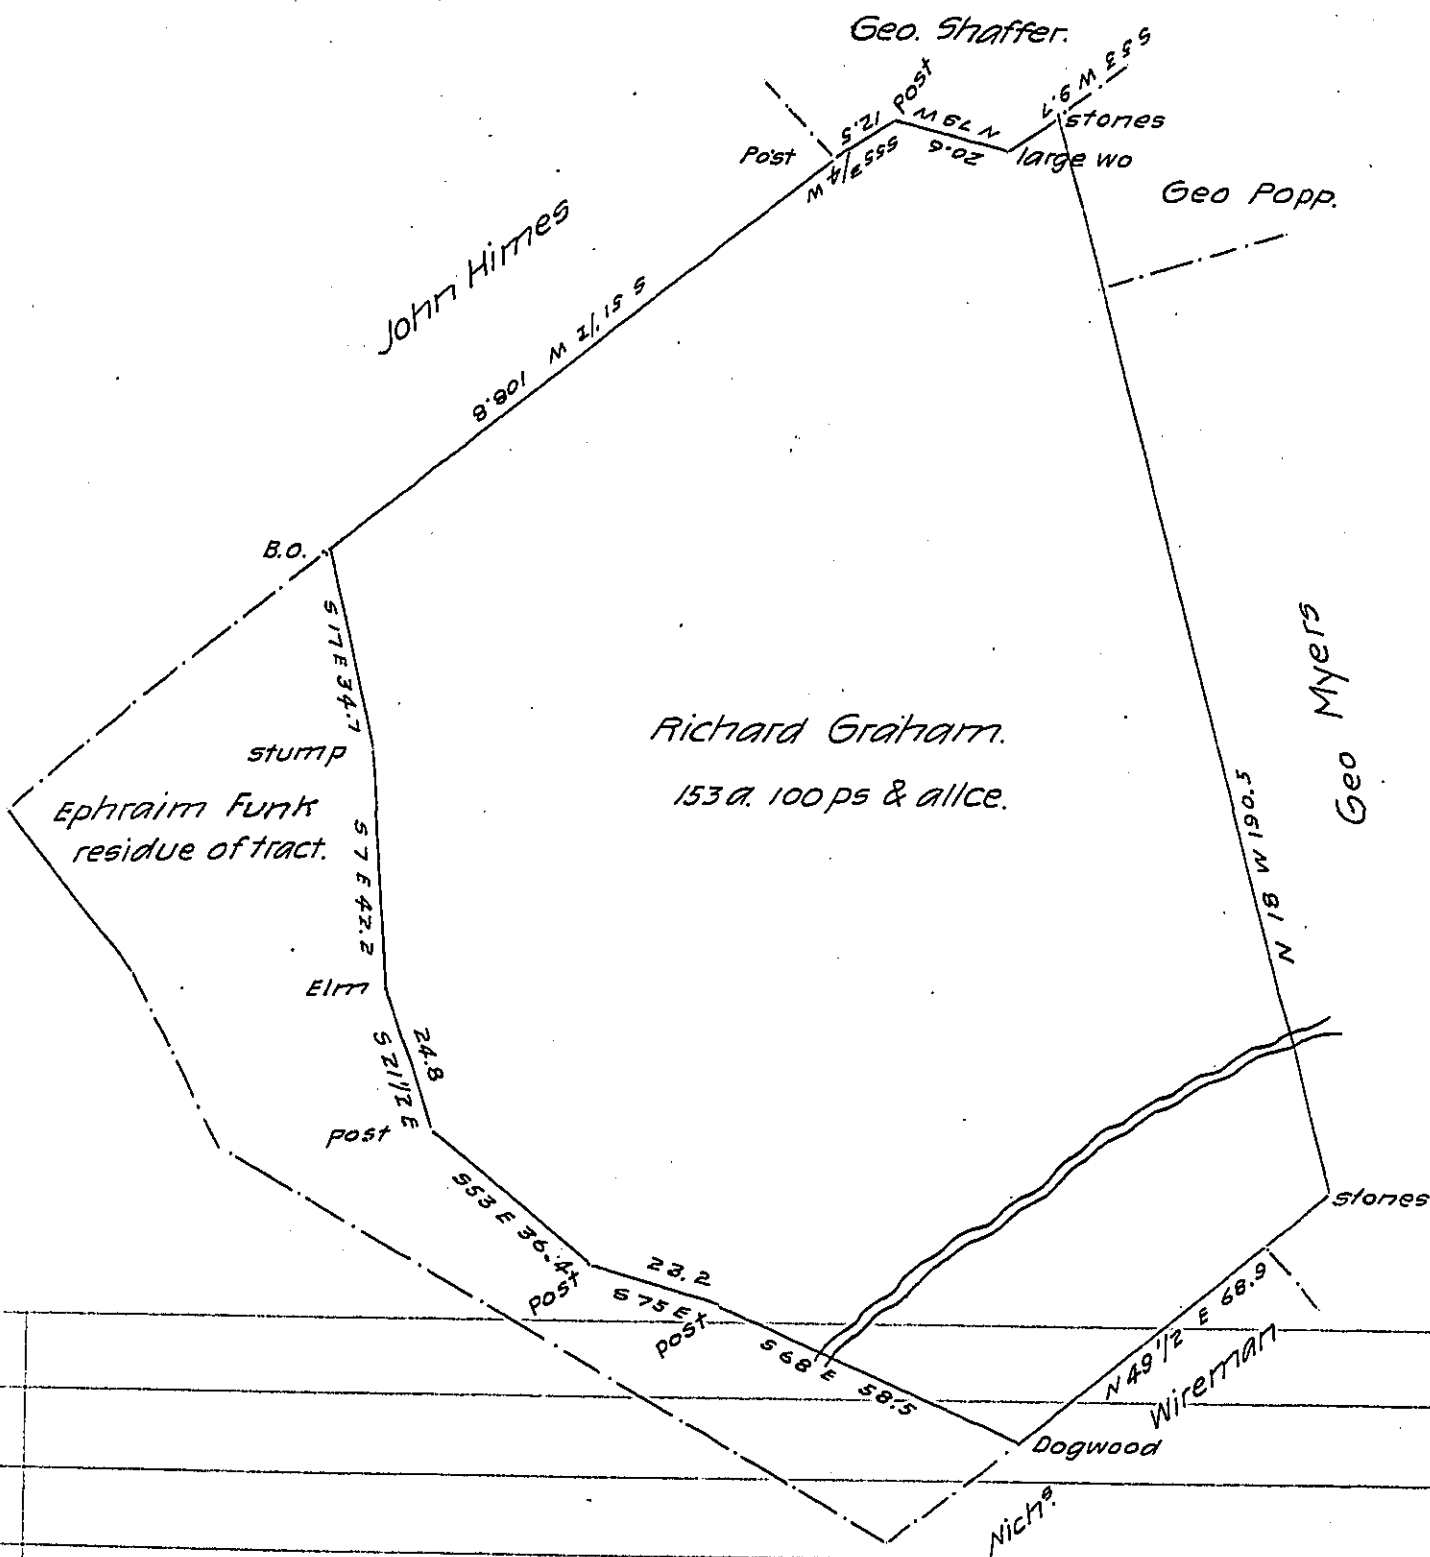 Geo. Shaffer.
S 53 W 9.7
Post
12.5
S55 3/4 W
Post
N 79 W
20.6
stones
large wo
Geo Popp.
John Himes
S 51 1/2 W 108.8
B.O.
S 17 E 34.7
stump
Richard Graham.
153 a. 100 ps & allce.
Geo Myers
N 18 W 190.5
Ephraim Funk
residue of tract.
S 7 E 42.2
Elm
24.8
S 21 1/2 E
Post
S53 E 36.4
Post
23.2
S 75 E
Post
S 68 E 58.5
stones
N 49 1/2 E 68.9
Dogwood
Nichs. Wireman